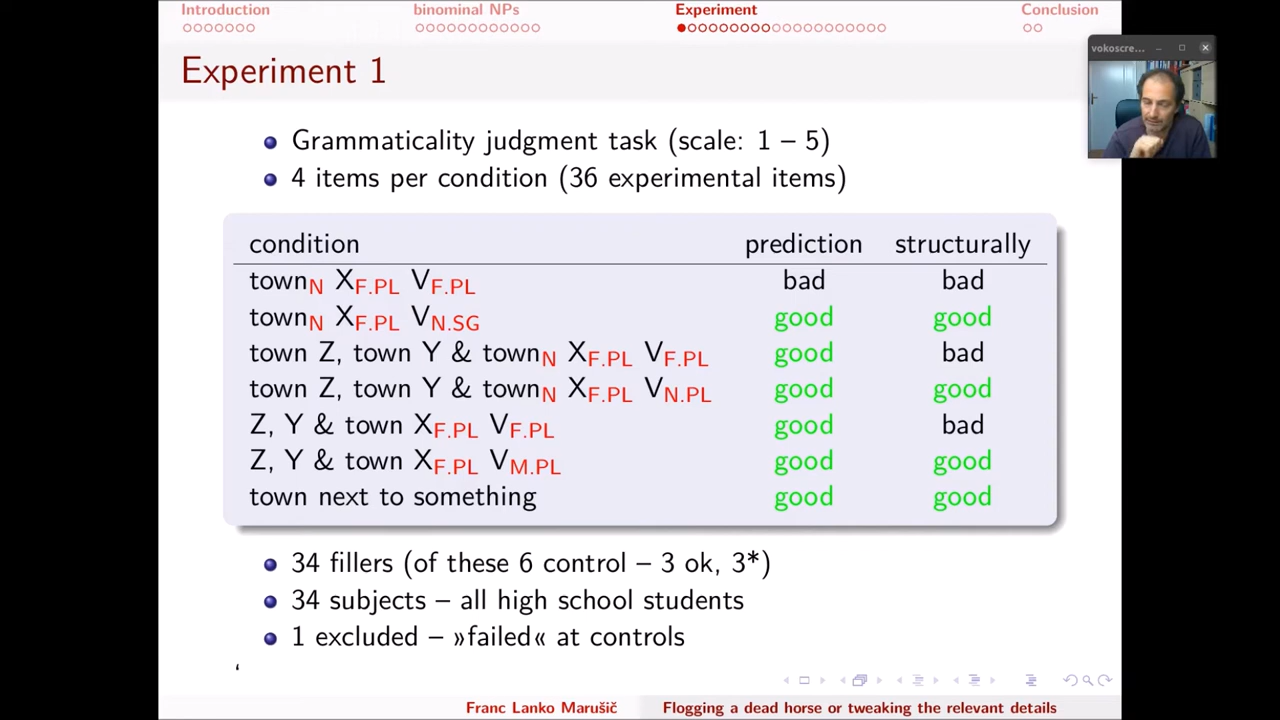 Introduction binominal NPs Experiment Conclusion
vokoscre...
Experiment 1
Grammaticality judgment task (scale: 1 – 5)
4 items per condition (36 experimental items)
condition prediction structurally
townN XF.PL VF.PL bad bad
townN XF.PL VN.SG good good
town Z, town Y & townN XF.PL VF.PL good bad
town Z, town Y & townN XF.PL VN.PL good good
Z, Y & town XF.PL VF.PL good bad
Z, Y & town XF.PL VM.PL good good
town next to something good good
34 fillers (of these 6 control – 3 ok, 3*)
34 subjects – all high school students
1 excluded – »failed« at controls
‘
Franc Lanko Marušič Flogging a dead horse or tweaking the relevant details